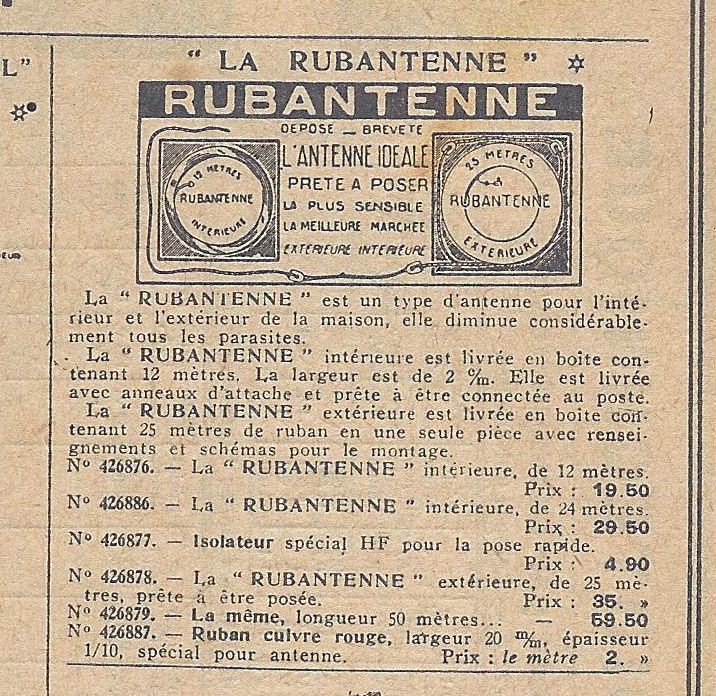 L"
" LA RUBANTENNE "
RUBANTENNE
DEPOSE _ BREVETE
L'ANTENNE IDEALE
PRETE A POSER
LA PLUS SENSIBLE
LA MEILLEURE MARCHEE
EXTERIEURE INTERIEURE
12 METRES
RUBANTENNE
INTERIEURE
25 METRES
RUBANTENNE
EXTERIEURE
La " RUBANTENNE " est un type d'antenne pour l'inté-
rieur et l'extérieur de la maison, elle diminue considérable-
ment tous les parasites.
La " RUBANTENNE " intérieure est livrée en boîte con-
tenant 12 mètres. La largeur est de 2 c/m. Elle est livrée
avec anneaux d'attache et prête à être connectée au poste.
La " RUBANTENNE " extérieure est livrée en boîte con-
tenant 25 mètres de ruban en une seule pièce avec rensei-
gnements et schémas pour le montage.
No 426876. — La " RUBANTENNE " intérieure, de 12 mètres.
Prix : 19.50
No 426886. — La " RUBANTENNE " intérieure, de 24 mètres.
Prix : 29.50
No 426877. — Isolateur spécial HF pour la pose rapide.
Prix : 4.90
No 426878. — La " RUBANTENNE " extérieure, de 25 mè-
tres, prête à être posée. Prix : 35. »
No 426879. — La même, longueur 50 mètres... — 59.50
No 426887. — Ruban cuivre rouge, largeur 20 m/m, épaisseur
1/10, spécial pour antenne. Prix : le mètre 2. »